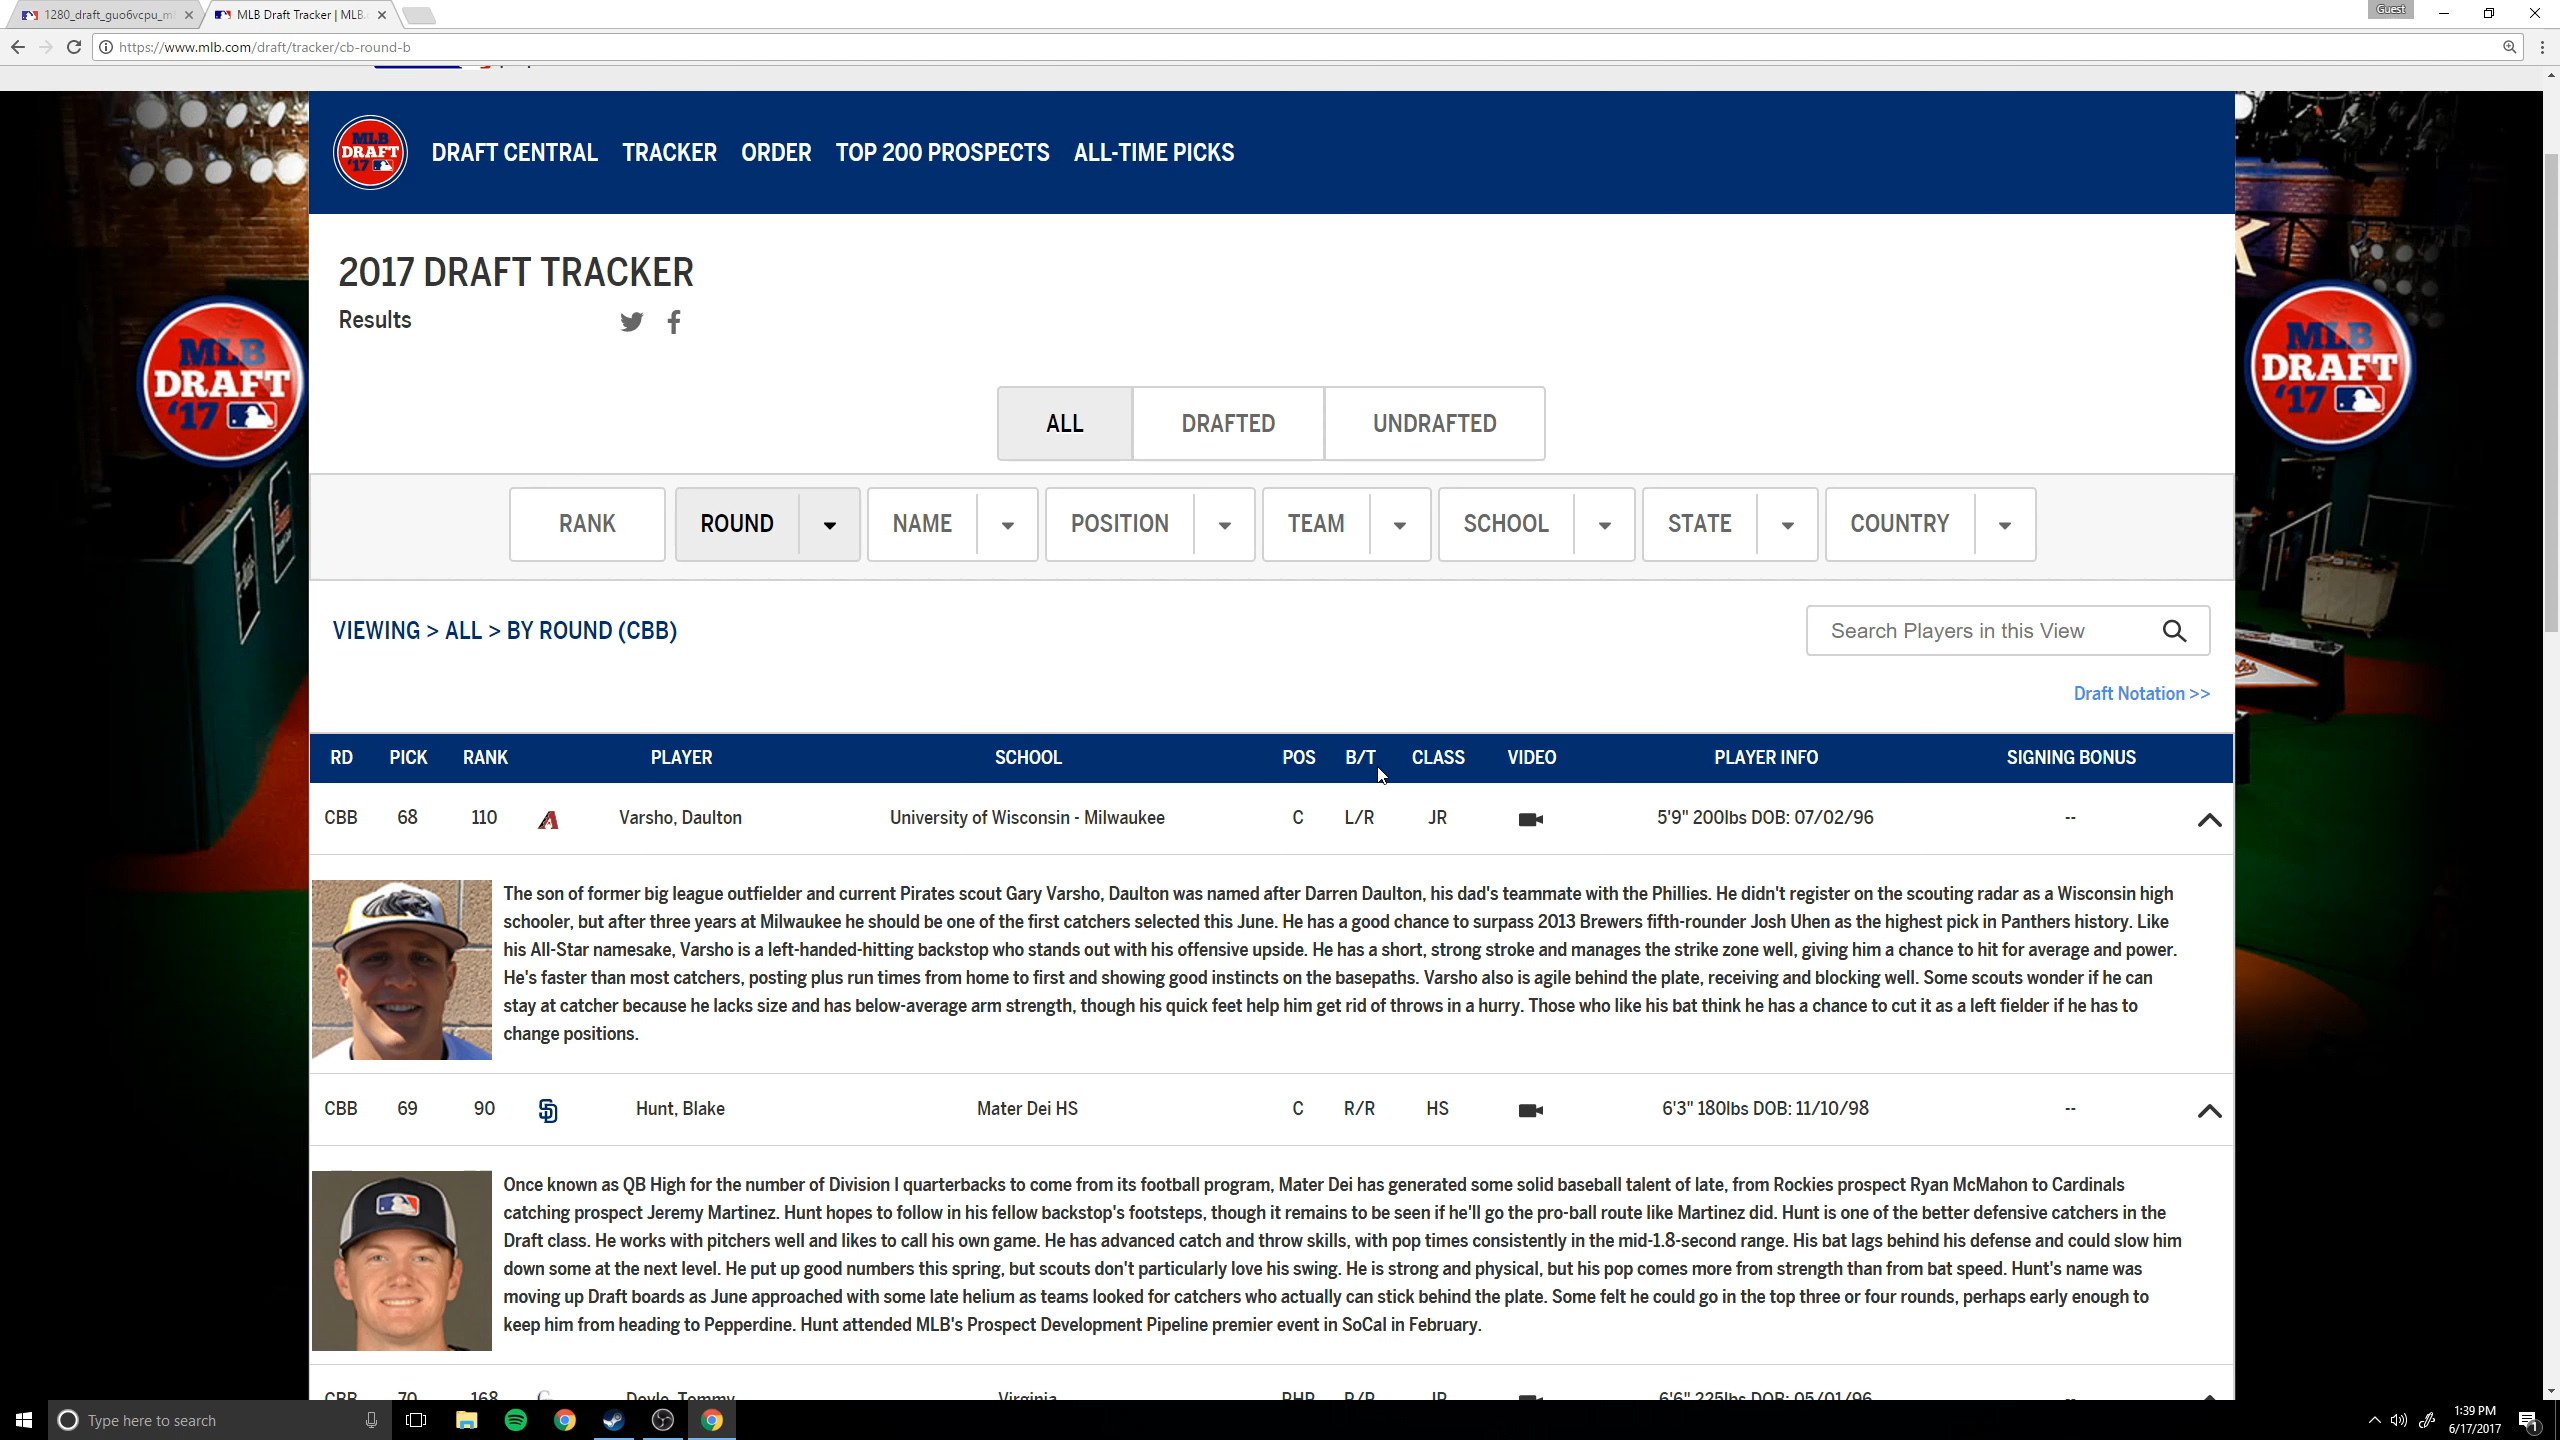 1280_draft_guo6vcpu_m
MLB Draft Tracker | MLB.
Guest
https://www.mlb.com/draft/tracker/cb-round-b
MLB DRAFT '17
DRAFT CENTRAL TRACKER ORDER TOP 200 PROSPECTS ALL-TIME PICKS
2017 DRAFT TRACKER
Results
MLB
DRAFT
'17
MLB
DRAFT
'17
ALL DRAFTED UNDRAFTED
RANK ROUND NAME POSITION TEAM SCHOOL STATE COUNTRY
VIEWING > ALL > BY ROUND (CBB)
Search Players in this View
Draft Notation >>
RD PICK RANK PLAYER SCHOOL POS B/T CLASS VIDEO PLAYER INFO SIGNING BONUS
CBB 68 110 Varsho, Daulton University of Wisconsin - Milwaukee C L/R JR 5'9" 200lbs DOB: 07/02/96 --
The son of former big league outfielder and current Pirates scout Gary Varsho, Daulton was named after Darren Daulton, his dad's teammate with the Phillies. He didn't register on the scouting radar as a Wisconsin high
schooler, but after three years at Milwaukee he should be one of the first catchers selected this June. He has a good chance to surpass 2013 Brewers fifth-rounder Josh Uhen as the highest pick in Panthers history. Like
his All-Star namesake, Varsho is a left-handed-hitting backstop who stands out with his offensive upside. He has a short, strong stroke and manages the strike zone well, giving him a chance to hit for average and power.
He's faster than most catchers, posting plus run times from home to first and showing good instincts on the basepaths. Varsho also is agile behind the plate, receiving and blocking well. Some scouts wonder if he can
stay at catcher because he lacks size and has below-average arm strength, though his quick feet help him get rid of throws in a hurry. Those who like his bat think he has a chance to cut it as a left fielder if he has to
change positions.
CBB 69 90 Hunt, Blake Mater Dei HS C R/R HS 6'3" 180lbs DOB: 11/10/98 --
Once known as QB High for the number of Division I quarterbacks to come from its football program, Mater Dei has generated some solid baseball talent of late, from Rockies prospect Ryan McMahon to Cardinals
catching prospect Jeremy Martinez. Hunt hopes to follow in his fellow backstop's footsteps, though it remains to be seen if he'll go the pro-ball route like Martinez did. Hunt is one of the better defensive catchers in the
Draft class. He works with pitchers well and likes to call his own game. He has advanced catch and throw skills, with pop times consistently in the mid-1.8-second range. His bat lags behind his defense and could slow him
down some at the next level. He put up good numbers this spring, but scouts don't particularly love his swing. He is strong and physical, but his pop comes more from strength than from bat speed. Hunt's name was
moving up Draft boards as June approached with some late helium as teams looked for catchers who actually can stick behind the plate. Some felt he could go in the top three or four rounds, perhaps early enough to
keep him from heading to Pepperdine. Hunt attended MLB's Prospect Development Pipeline premier event in SoCal in February.
CBB 70 168 Doyle, Tommy Virginia RHP R/R JR 6'6" 225lbs DOB: 05/01/96 --
Type here to search
1:39 PM
6/17/2017
1